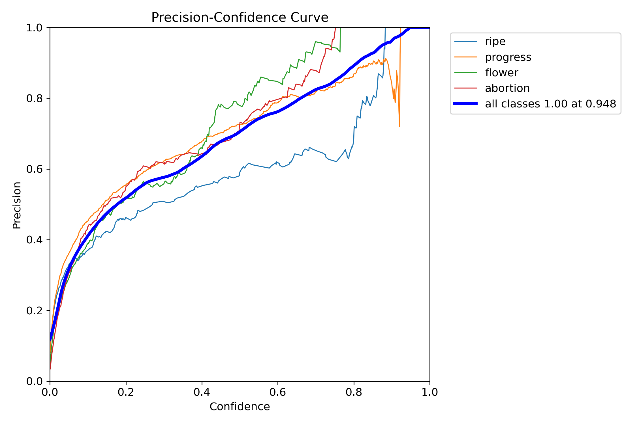 Precision-Confidence Curve
1.0
0.8
0.6
0.4
0.2
0.0
Precision
0.0 0.2 0.4 0.6 0.8 1.0
Confidence
ripe
progress
flower
abortion
all classes 1.00 at 0.948